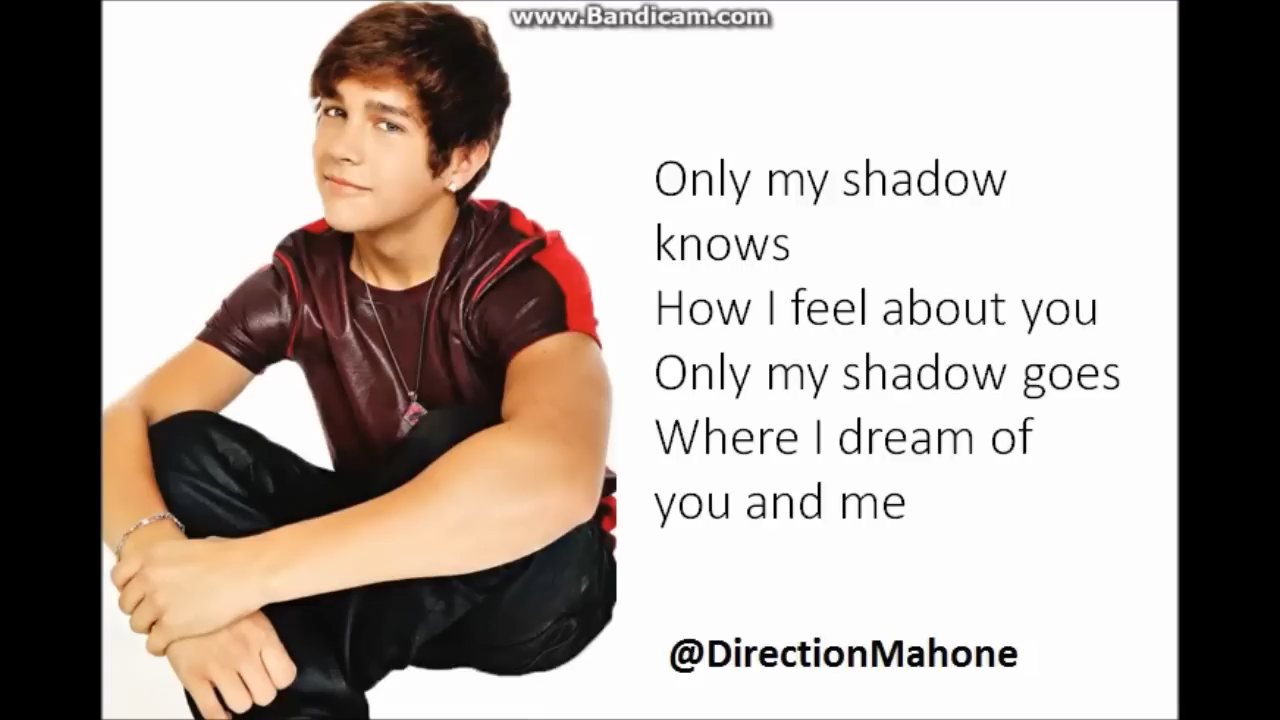 www.Bandicam.com
Only my shadow
knows
How I feel about you
Only my shadow goes
Where I dream of
you and me
@DirectionMahone